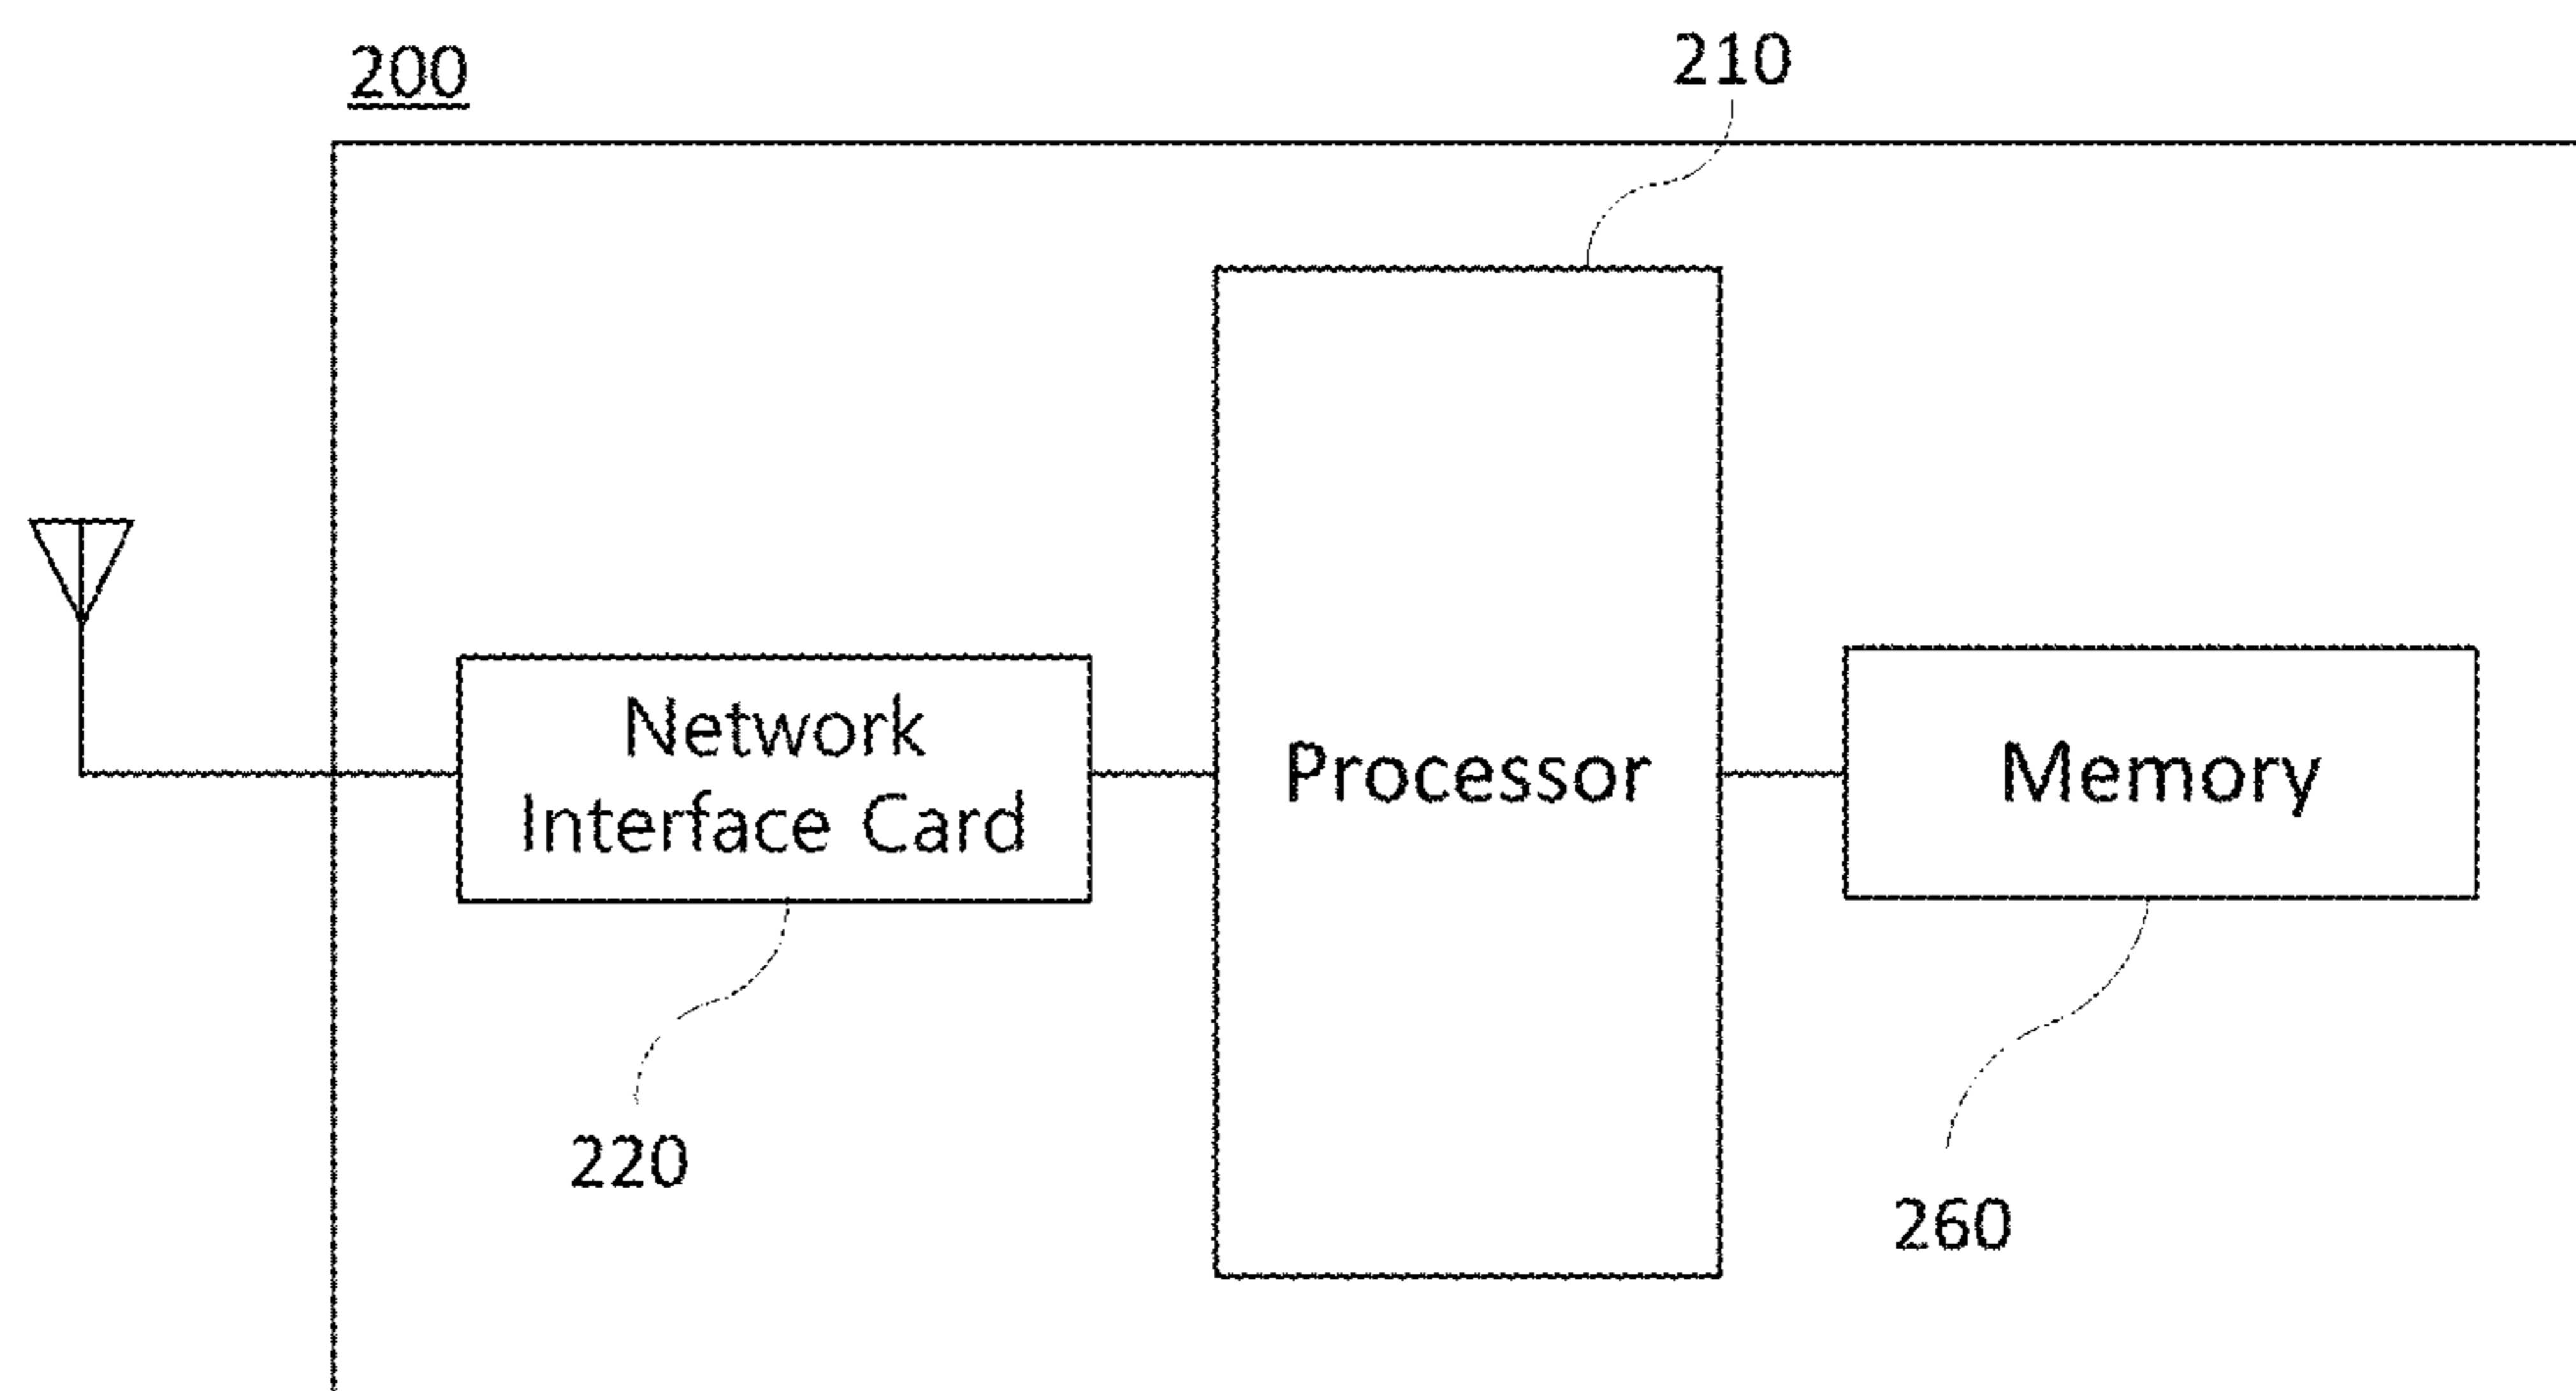 200
210
Network
Interface Card
Processor
Memory
220
260